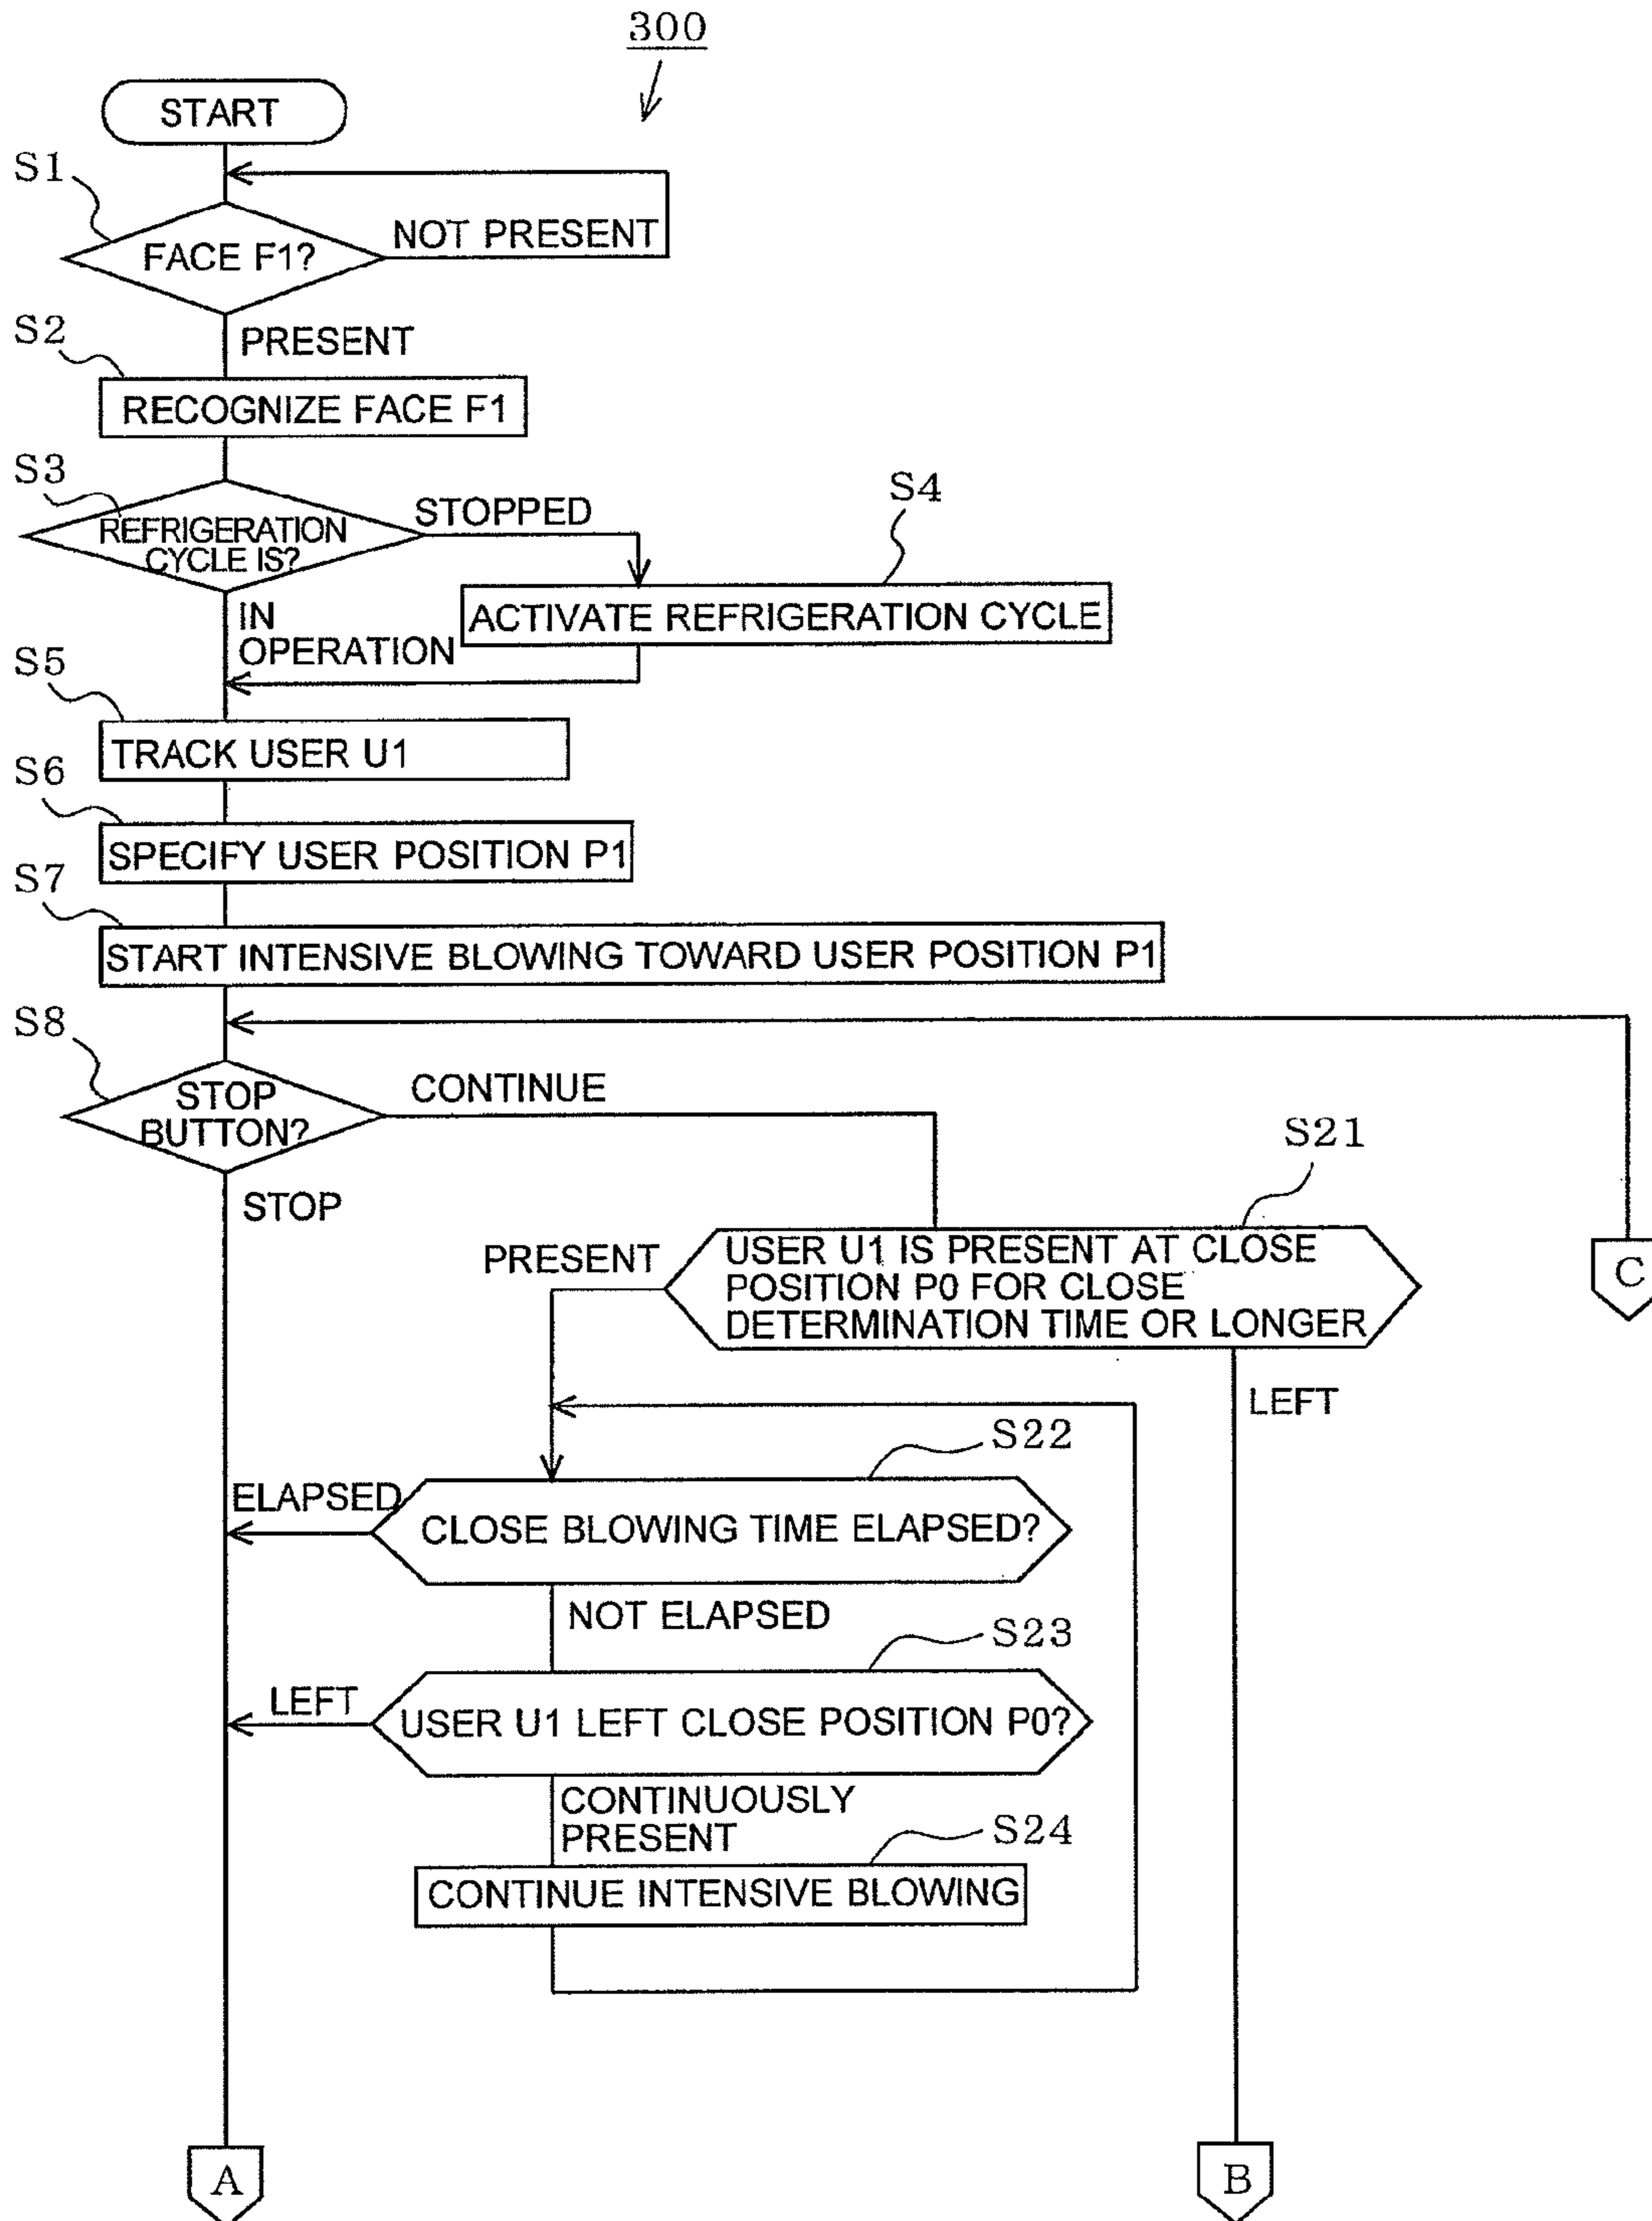 300
START
S1
FACE F1?
NOT PRESENT
PRESENT
S2
RECOGNIZE FACE F1
S3
REFRIGERATION
CYCLE IS?
STOPPED
S4
ACTIVATE REFRIGERATION CYCLE
IN
OPERATION
S5
TRACK USER U1
S6
SPECIFY USER POSITION P1
S7
START INTENSIVE BLOWING TOWARD USER POSITION P1
S8
STOP
BUTTON?
CONTINUE
STOP
S21
USER U1 IS PRESENT AT CLOSE
POSITION P0 FOR CLOSE
DETERMINATION TIME OR LONGER
PRESENT
C
LEFT
S22
CLOSE BLOWING TIME ELAPSED?
ELAPSED
NOT ELAPSED
S23
USER U1 LEFT CLOSE POSITION P0?
LEFT
CONTINUOUSLY
PRESENT
S24
CONTINUE INTENSIVE BLOWING
A
B